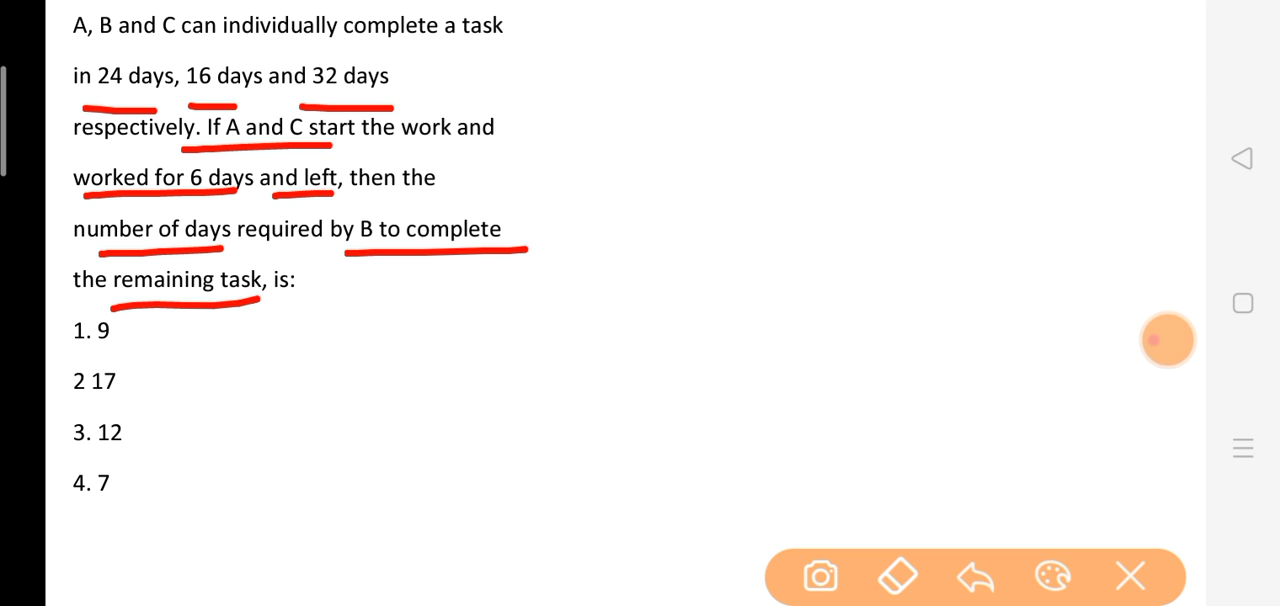 A, B and C can individually complete a task
in 24 days, 16 days and 32 days
respectively. If A and C start the work and
worked for 6 days and left, then the
number of days required by B to complete
the remaining task, is:
1. 9
2 17
3. 12
4. 7